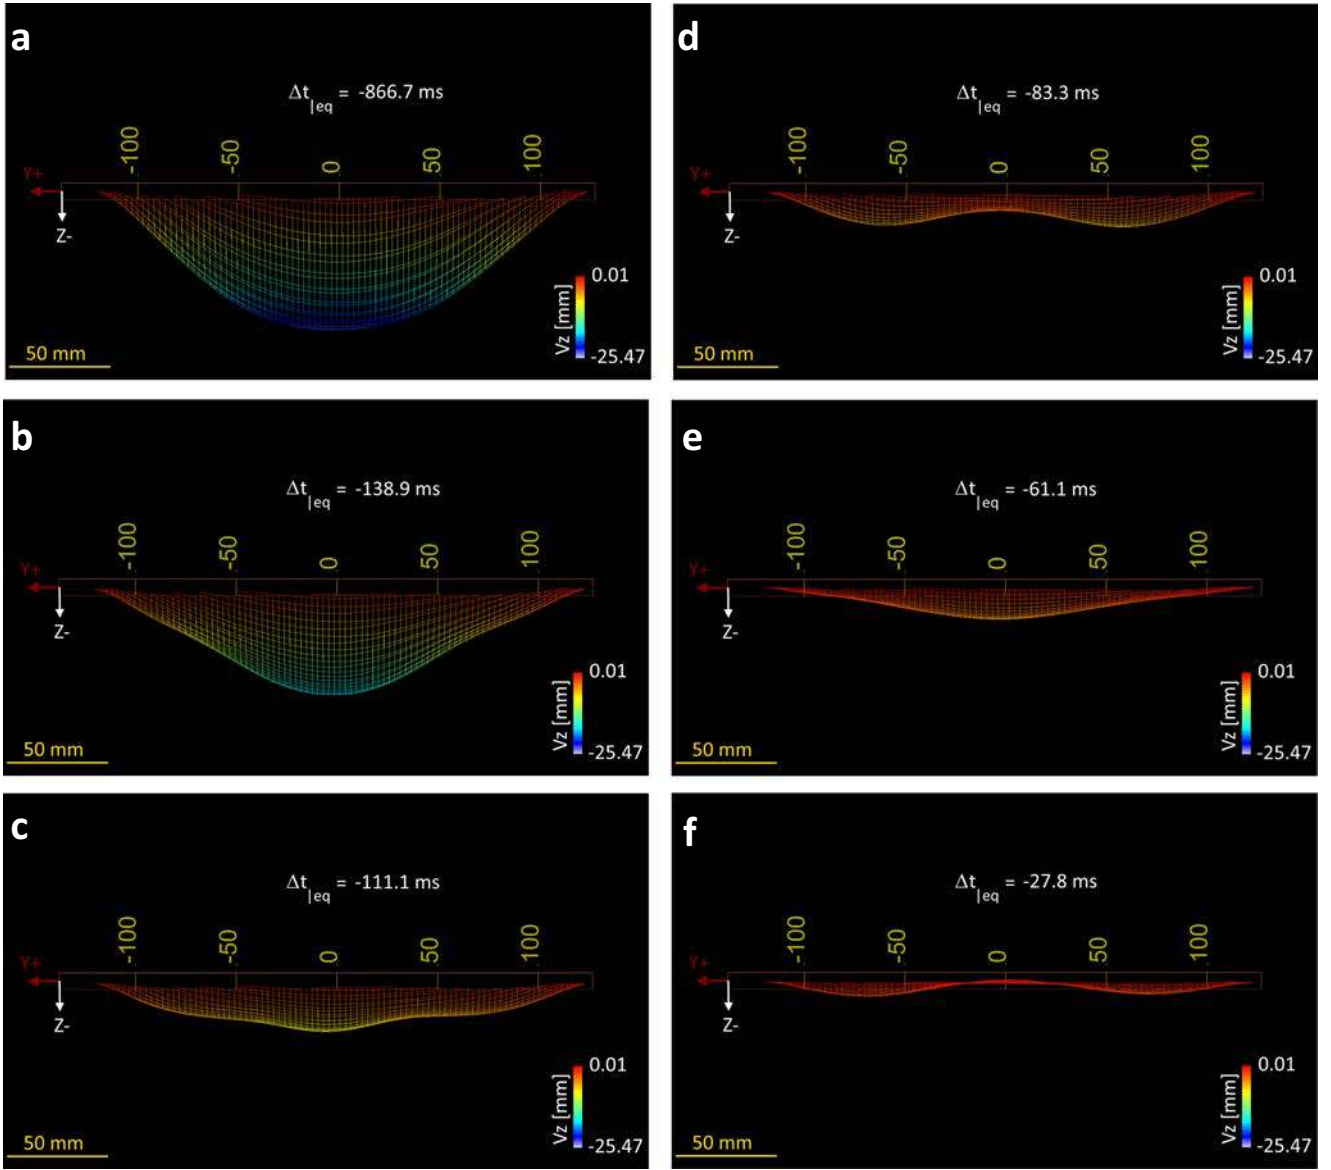 a
Δt|eq = -866.7 ms
-100 -50 0 50 100
Y+
Z-
Vz [mm]
0.01
-25.47
50 mm
b
Δt|eq = -138.9 ms
-100 -50 0 50 100
Y+
Z-
Vz [mm]
0.01
-25.47
50 mm
c
Δt|eq = -111.1 ms
-100 -50 0 50 100
Y+
Z-
Vz [mm]
0.01
-25.47
50 mm
d
Δt|eq = -83.3 ms
-100 -50 0 50 100
Y+
Z-
Vz [mm]
0.01
-25.47
50 mm
e
Δt|eq = -61.1 ms
-100 -50 0 50 100
Y+
Z-
Vz [mm]
0.01
-25.47
50 mm
f
Δt|eq = -27.8 ms
-100 -50 0 50 100
Y+
Z-
Vz [mm]
0.01
-25.47
50 mm